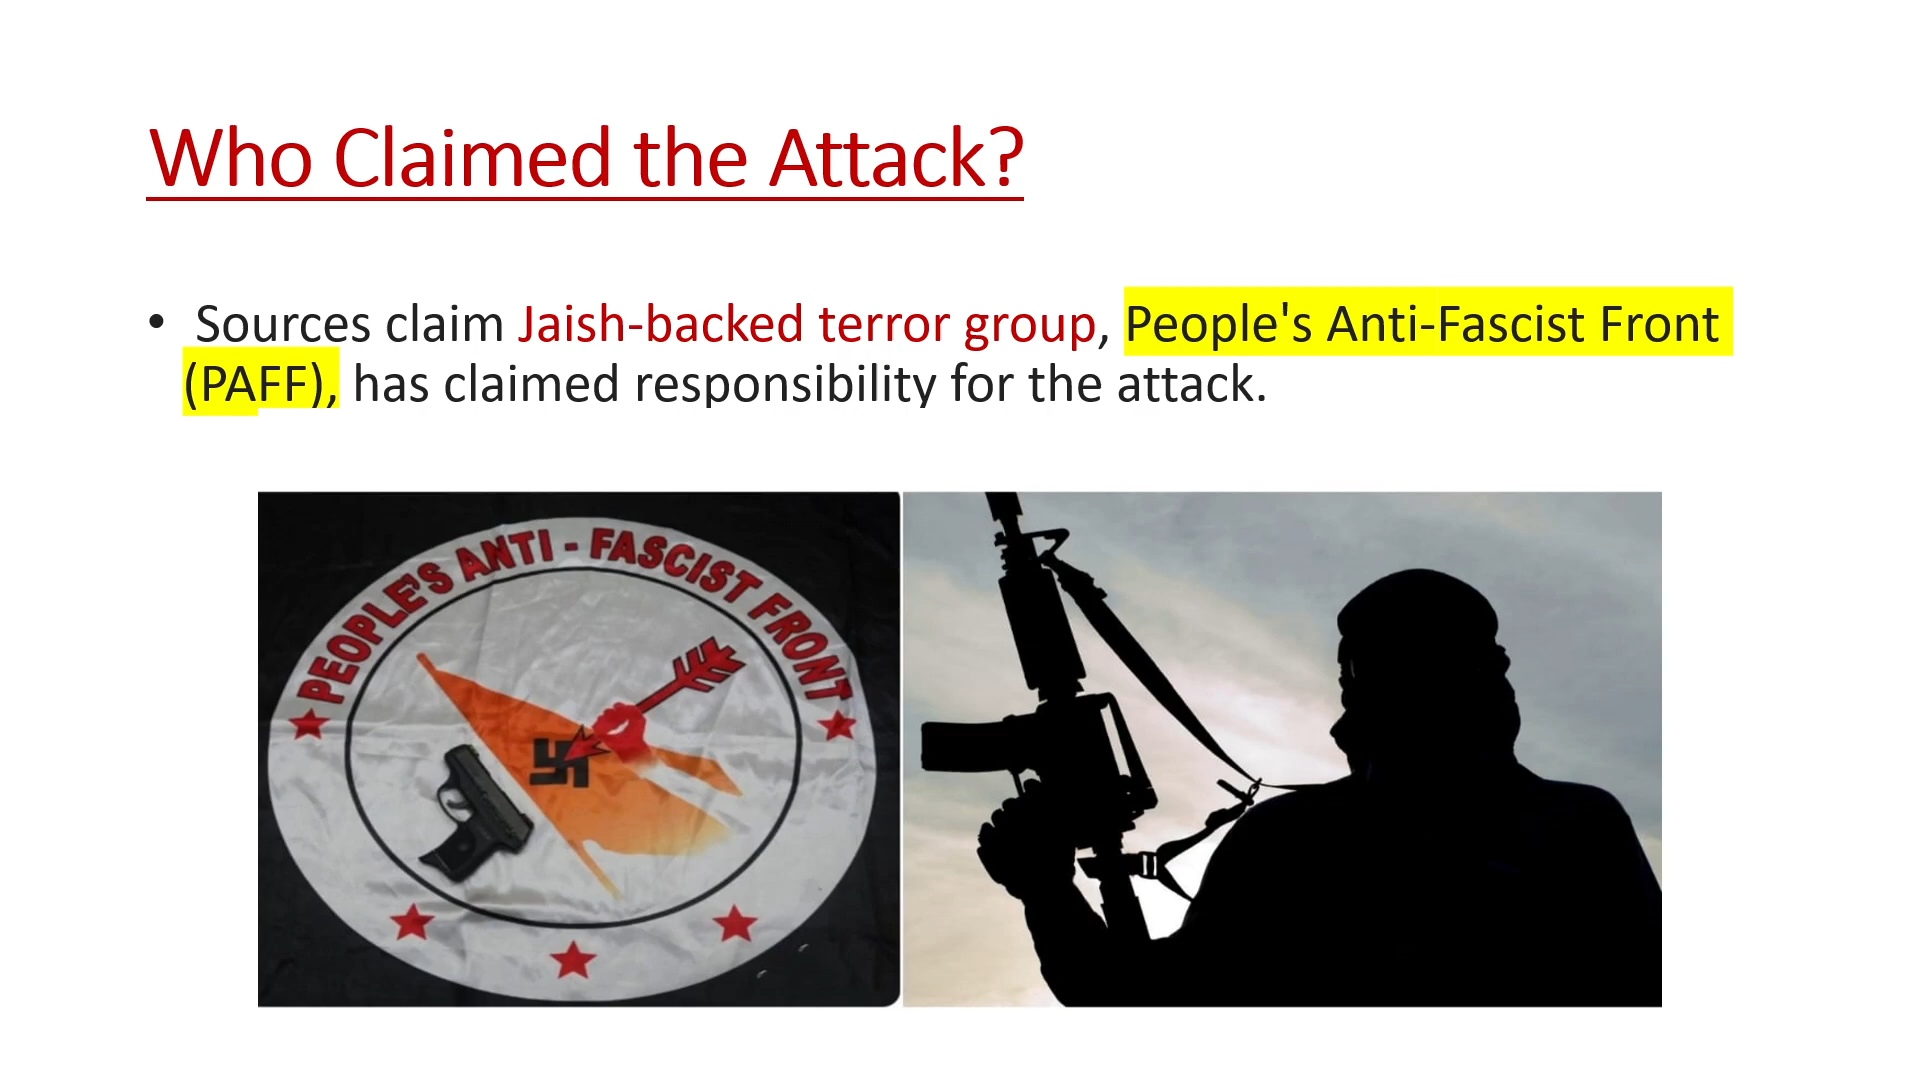 Who Claimed the Attack?
• Sources claim Jaish-backed terror group, People's Anti-Fascist Front
(PAFF), has claimed responsibility for the attack.
PEOPLE'S ANTI - FASCIST FRONT